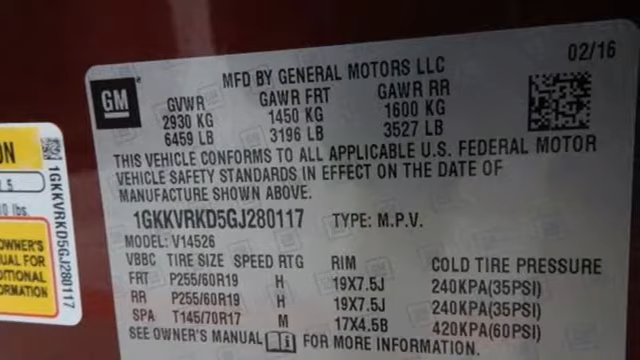 02/16
MFD BY GENERAL MOTORS LLC
GM
GVWR GAWR FRT GAWR RR
2930 KG 1450 KG 1600 KG
6459 LB 3196 LB 3527 LB
THIS VEHICLE CONFORMS TO ALL APPLICABLE U.S. FEDERAL MOTOR
VEHICLE SAFETY STANDARDS IN EFFECT ON THE DATE OF
MANUFACTURE SHOWN ABOVE.
1GKKVRKD5GJ280117 TYPE: M.P.V.
MODEL: V14526
VBBC TIRE SIZE SPEED RTG RIM COLD TIRE PRESSURE
FRT P255/60R19 H 19X7.5J 240KPA(35PSI)
RR P255/60R19 H 19X7.5J 240KPA(35PSI)
SPA T145/70R17 M 17X4.5B 420KPA(60PSI)
SEE OWNER'S MANUAL FOR MORE INFORMATION.
ON
5
lbs.
OWNER'S
FOR
1GKKVRKD5GJ280117